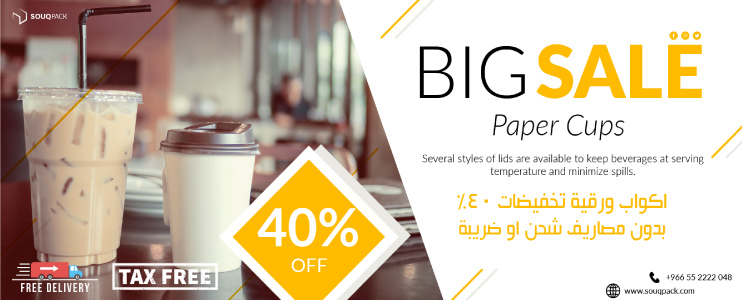 SOUQPACK
BIG SALE
Paper Cups
Several styles of lids are available to keep beverages at serving
temperature and minimize spills.
اكواب ورقية تخفيضات ٤٠٪
بدون مصاريف شحن او ضريبة
40%
OFF
FREE DELIVERY
TAX FREE
+966 55 2222 048
www.souqpack.com